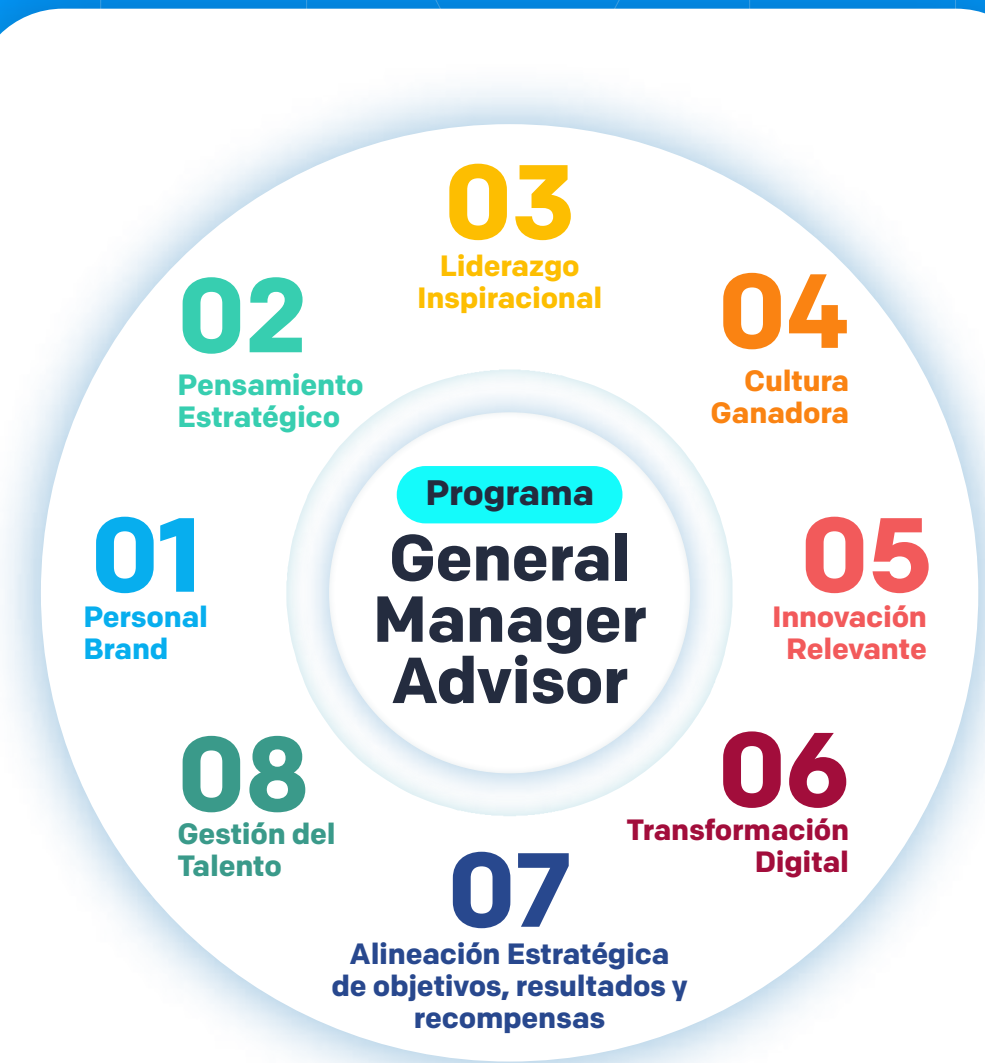 03
Liderazgo
Inspiracional
02
Pensamiento
Estratégico
04
Cultura
Ganadora
Programa
General
Manager
Advisor
01
Personal
Brand
05
Innovación
Relevante
08
Gestión del
Talento
06
Transformación
Digital
07
Alineación Estratégica
de objetivos, resultados y
recompensas